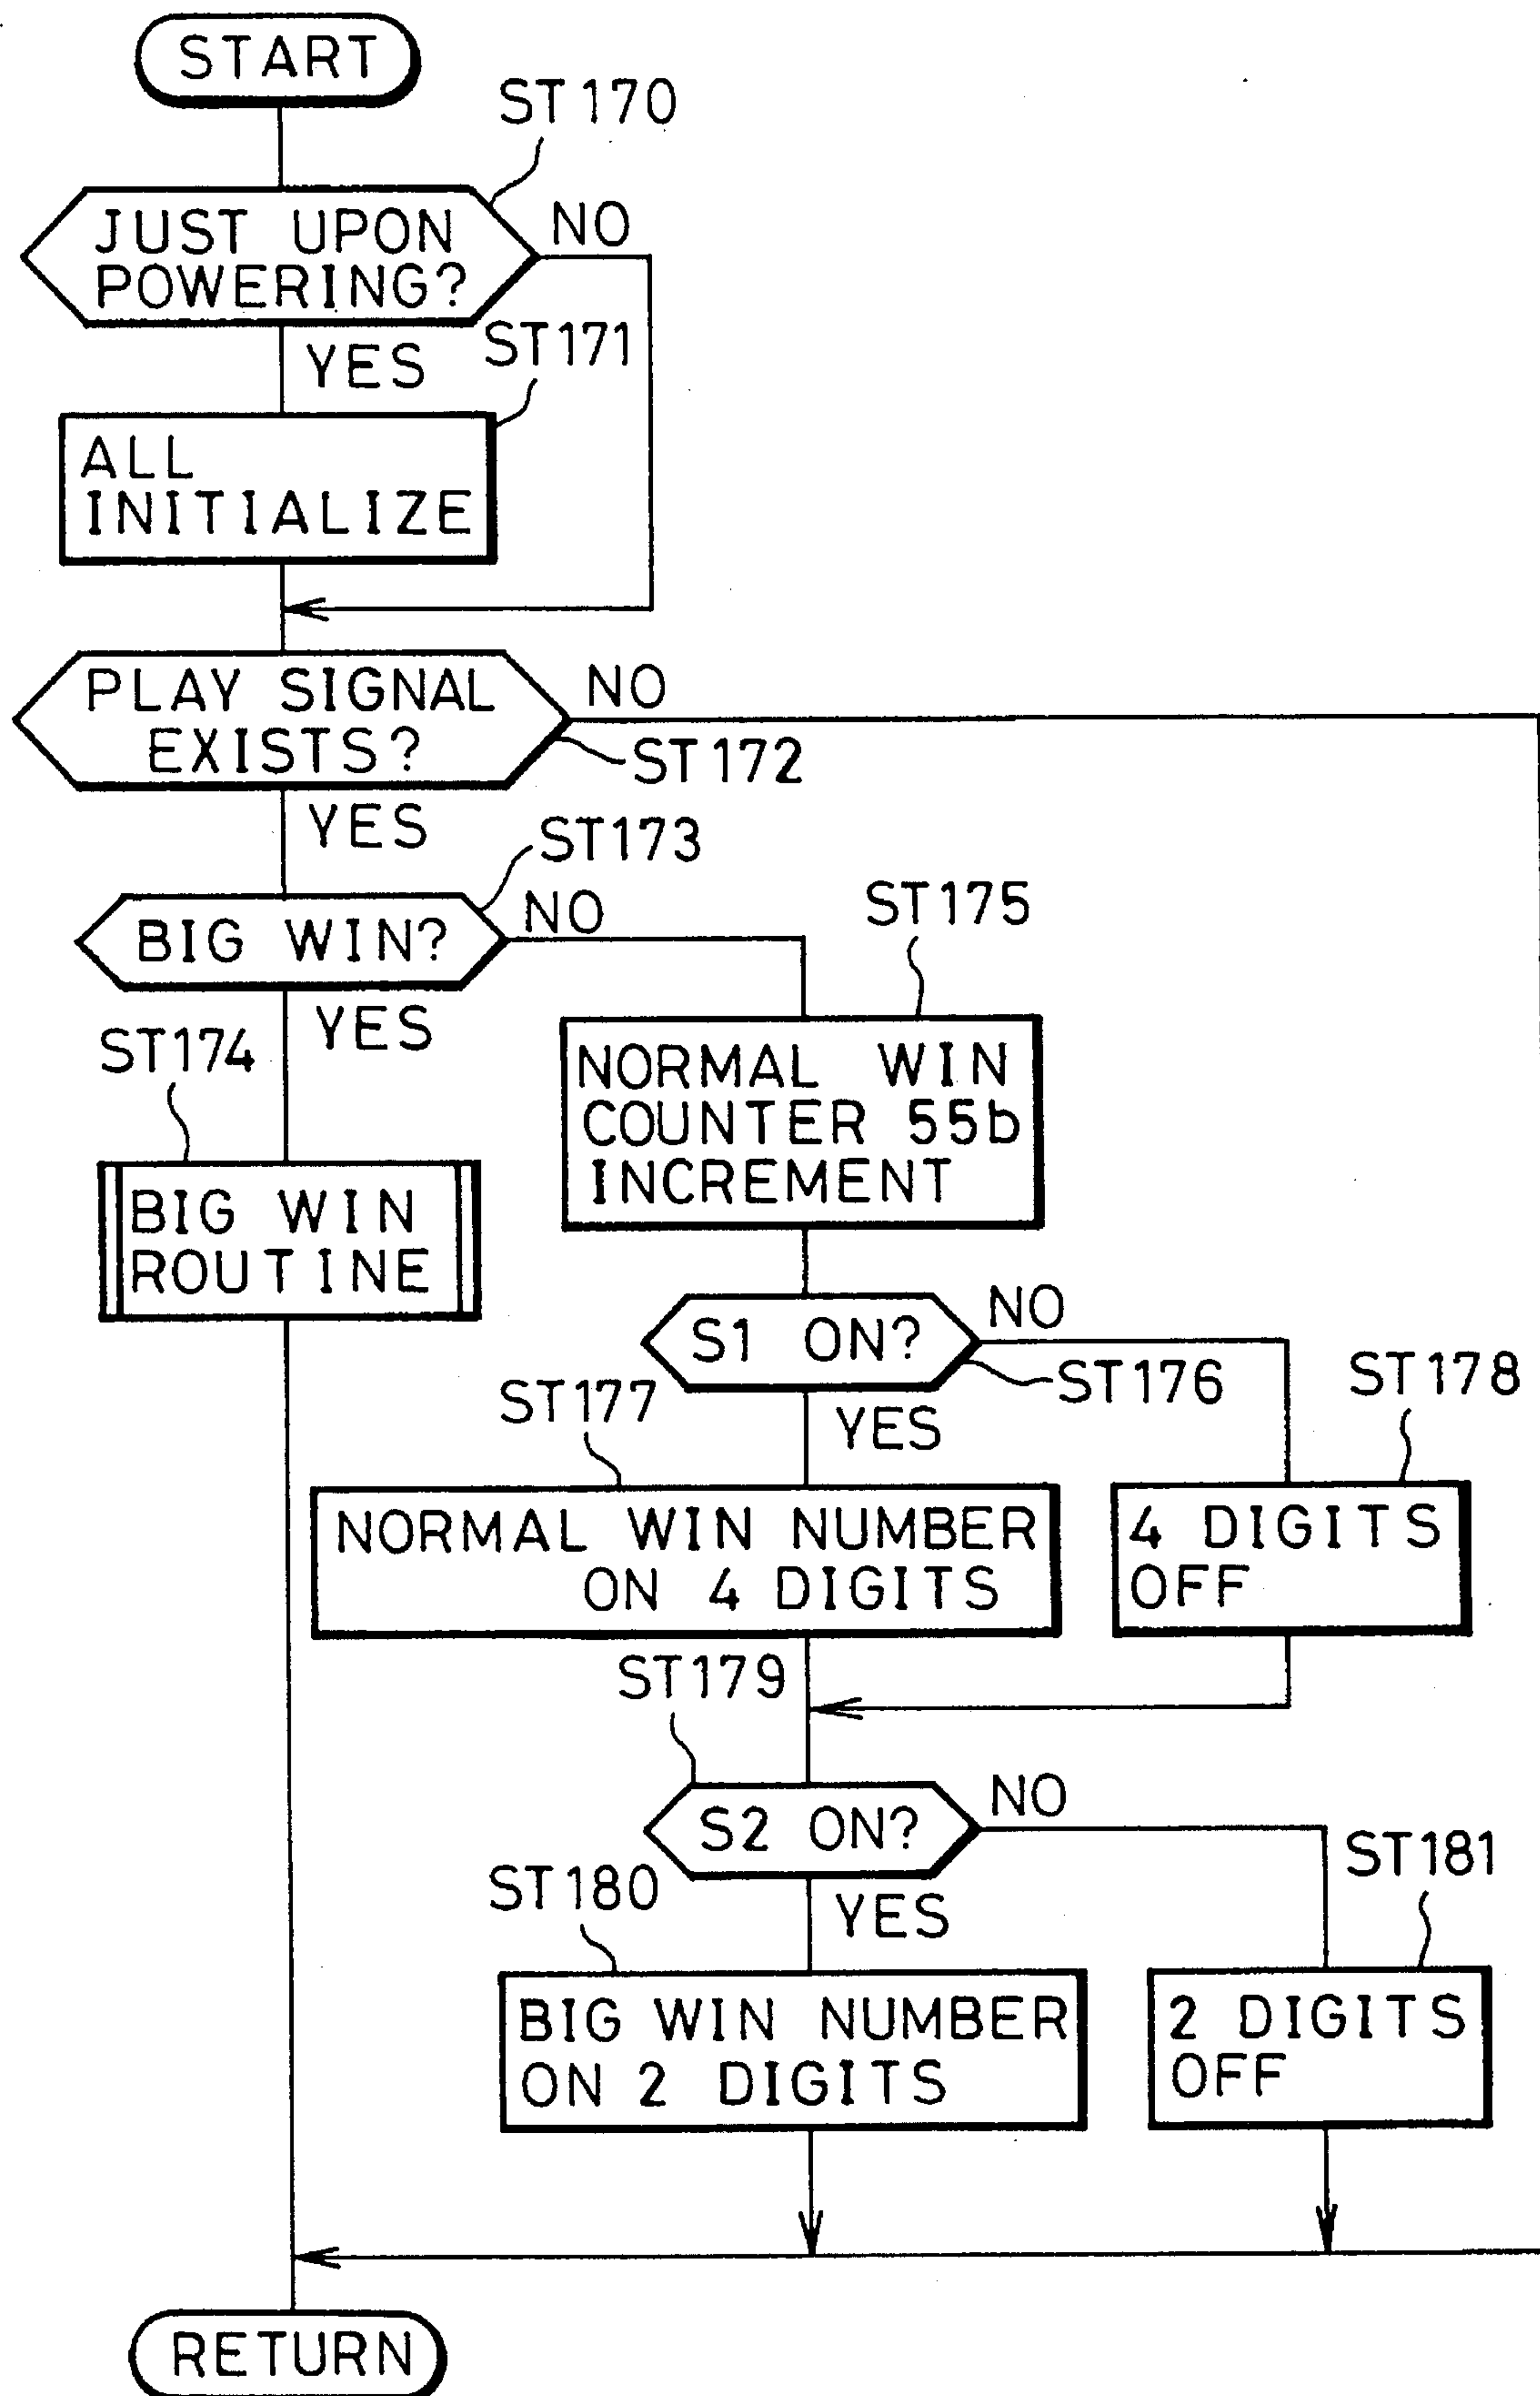 START
ST170
JUST UPON
POWERING?
NO
YES
ST171
ALL
INITIALIZE
PLAY SIGNAL
EXISTS?
NO
ST172
YES
ST173
BIG WIN?
NO
ST175
YES
ST174
NORMAL WIN
COUNTER 55b
INCREMENT
BIG WIN
ROUTINE
S1 ON?
NO
ST176
ST178
ST177
YES
NORMAL WIN NUMBER
ON 4 DIGITS
4 DIGITS
OFF
ST179
S2 ON?
NO
ST181
ST180
YES
BIG WIN NUMBER
ON 2 DIGITS
2 DIGITS
OFF
RETURN